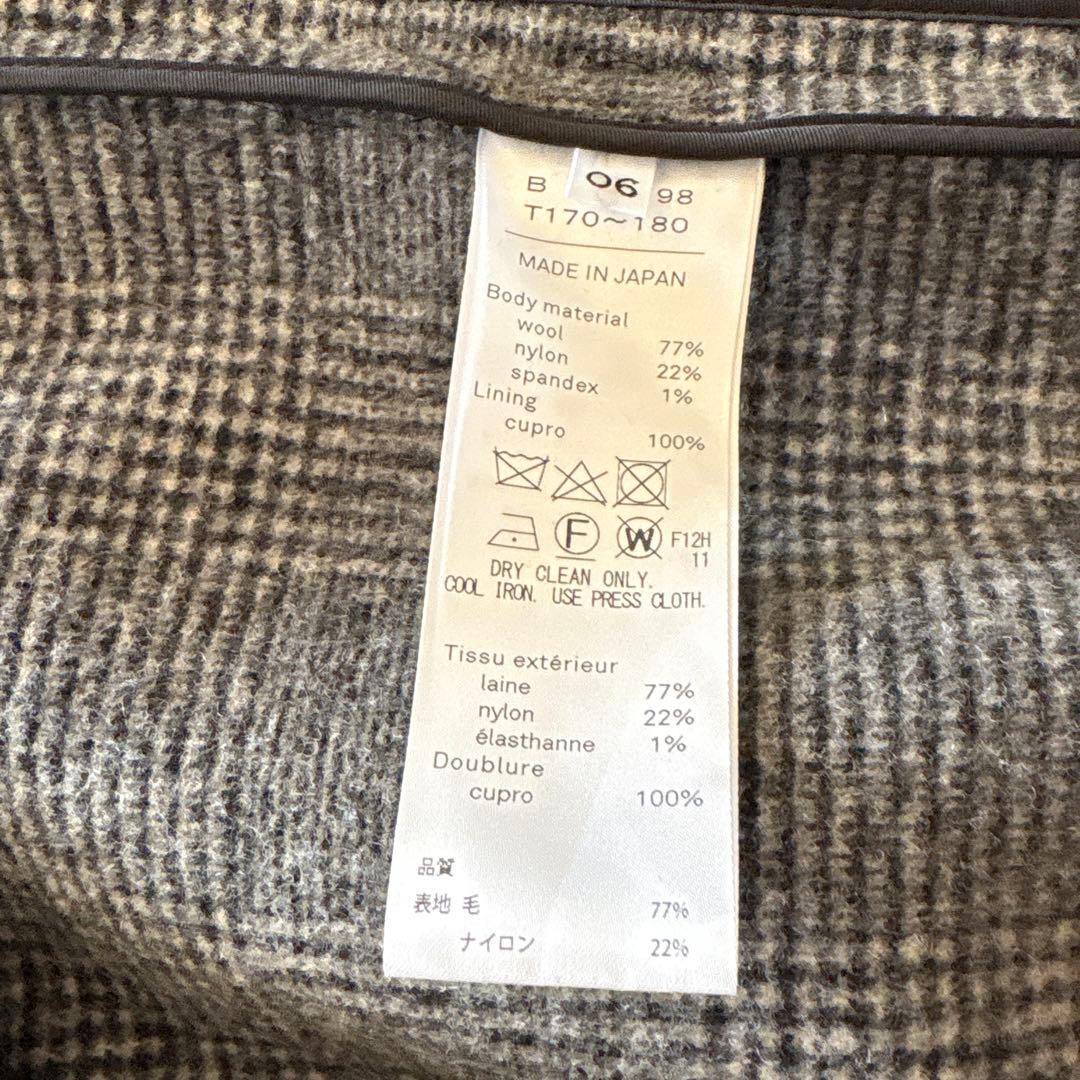 B 06 98
T170~180
MADE IN JAPAN
Body material
wool 77%
nylon 22%
spandex 1%
Lining
cupro 100%
F W F12H
11
DRY CLEAN ONLY.
COOL IRON. USE PRESS CLOTH.
Tissu extérieur
laine 77%
nylon 22%
élasthanne 1%
Doublure
cupro 100%
品質
表地 毛 77%
ナイロン 22%